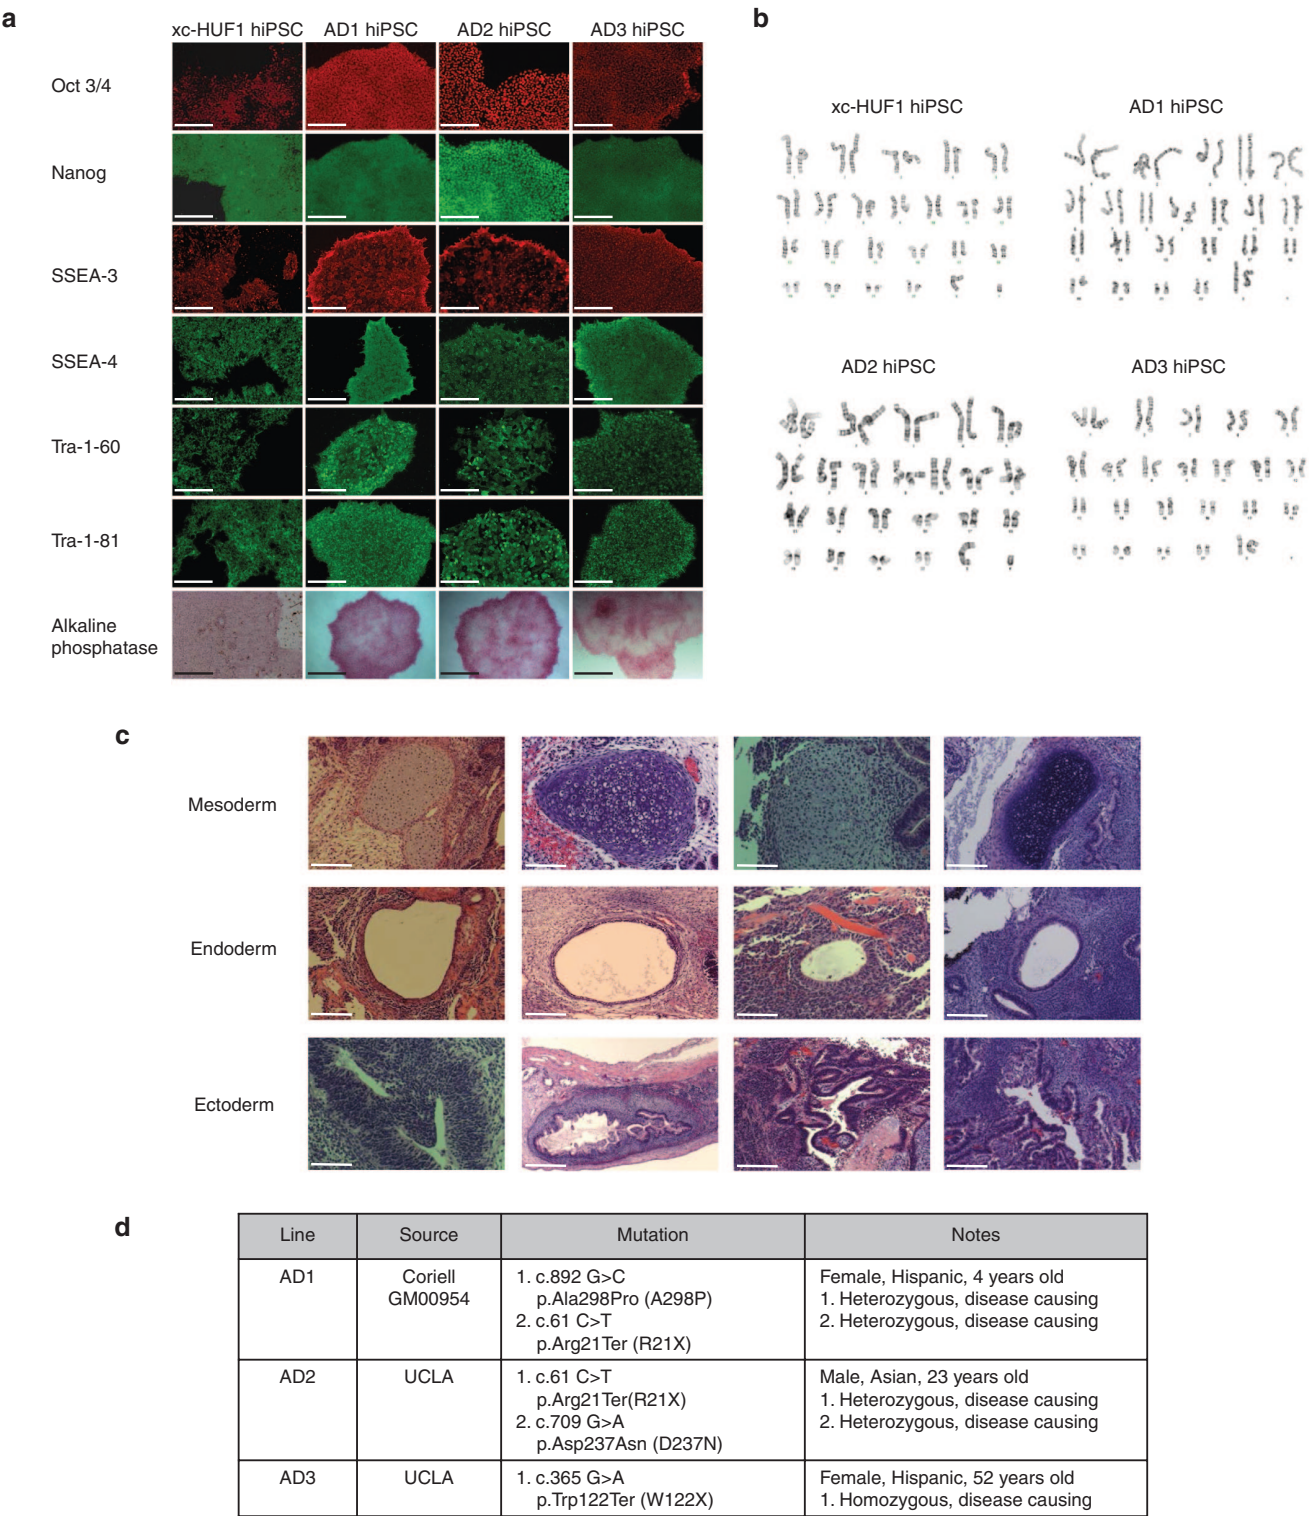 a
xc-HUF1 hiPSC AD1 hiPSC AD2 hiPSC AD3 hiPSC
Oct 3/4
Nanog
SSEA-3
SSEA-4
Tra-1-60
Tra-1-81
Alkaline
phosphatase
b
xc-HUF1 hiPSC AD1 hiPSC
AD2 hiPSC AD3 hiPSC
c
Mesoderm
Endoderm
Ectoderm
d
Line Source Mutation Notes
AD1 Coriell 1. c.892 G>C Female, Hispanic, 4 years old
GM00954 p.Ala298Pro (A298P) 1. Heterozygous, disease causing
2. c.61 C>T 2. Heterozygous, disease causing
p.Arg21Ter (R21X)
AD2 UCLA 1. c.61 C>T Male, Asian, 23 years old
p.Arg21Ter(R21X) 1. Heterozygous, disease causing
2. c.709 G>A 2. Heterozygous, disease causing
p.Asp237Asn (D237N)
AD3 UCLA 1. c.365 G>A Female, Hispanic, 52 years old
p.Trp122Ter (W122X) 1. Homozygous, disease causing